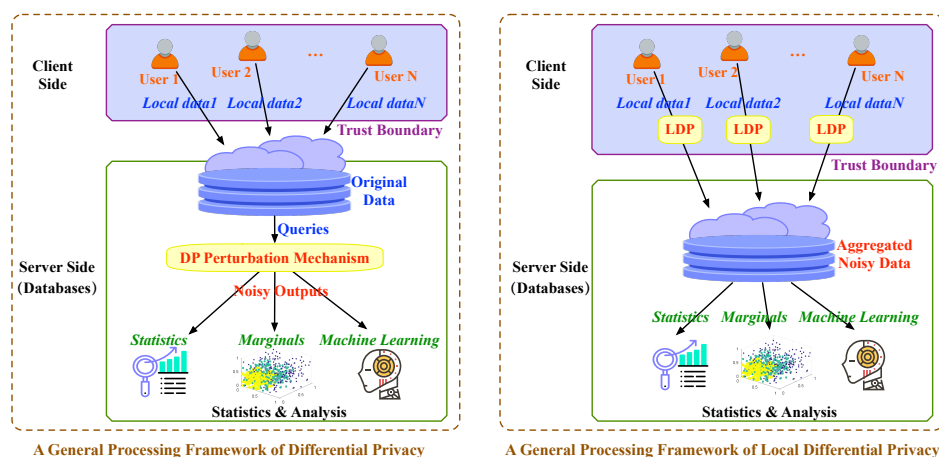 Client
Side
User 1
User 2
...
User N
Local data1
Local data2
Local dataN
Trust Boundary
Original
Data
Queries
DP Perturbation Mechanism
Server Side
(Databases)
Noisy Outputs
Statistics
Marginals
Machine Learning
Statistics & Analysis
A General Processing Framework of Differential Privacy
Client
Side
User 1
User 2
...
User N
Local data1
Local data2
Local dataN
LDP
LDP
LDP
Trust Boundary
Aggregated
Noisy Data
Server Side
(Databases)
Statistics
Marginals
Machine Learning
Statistics & Analysis
A General Processing Framework of Local Differential Privacy